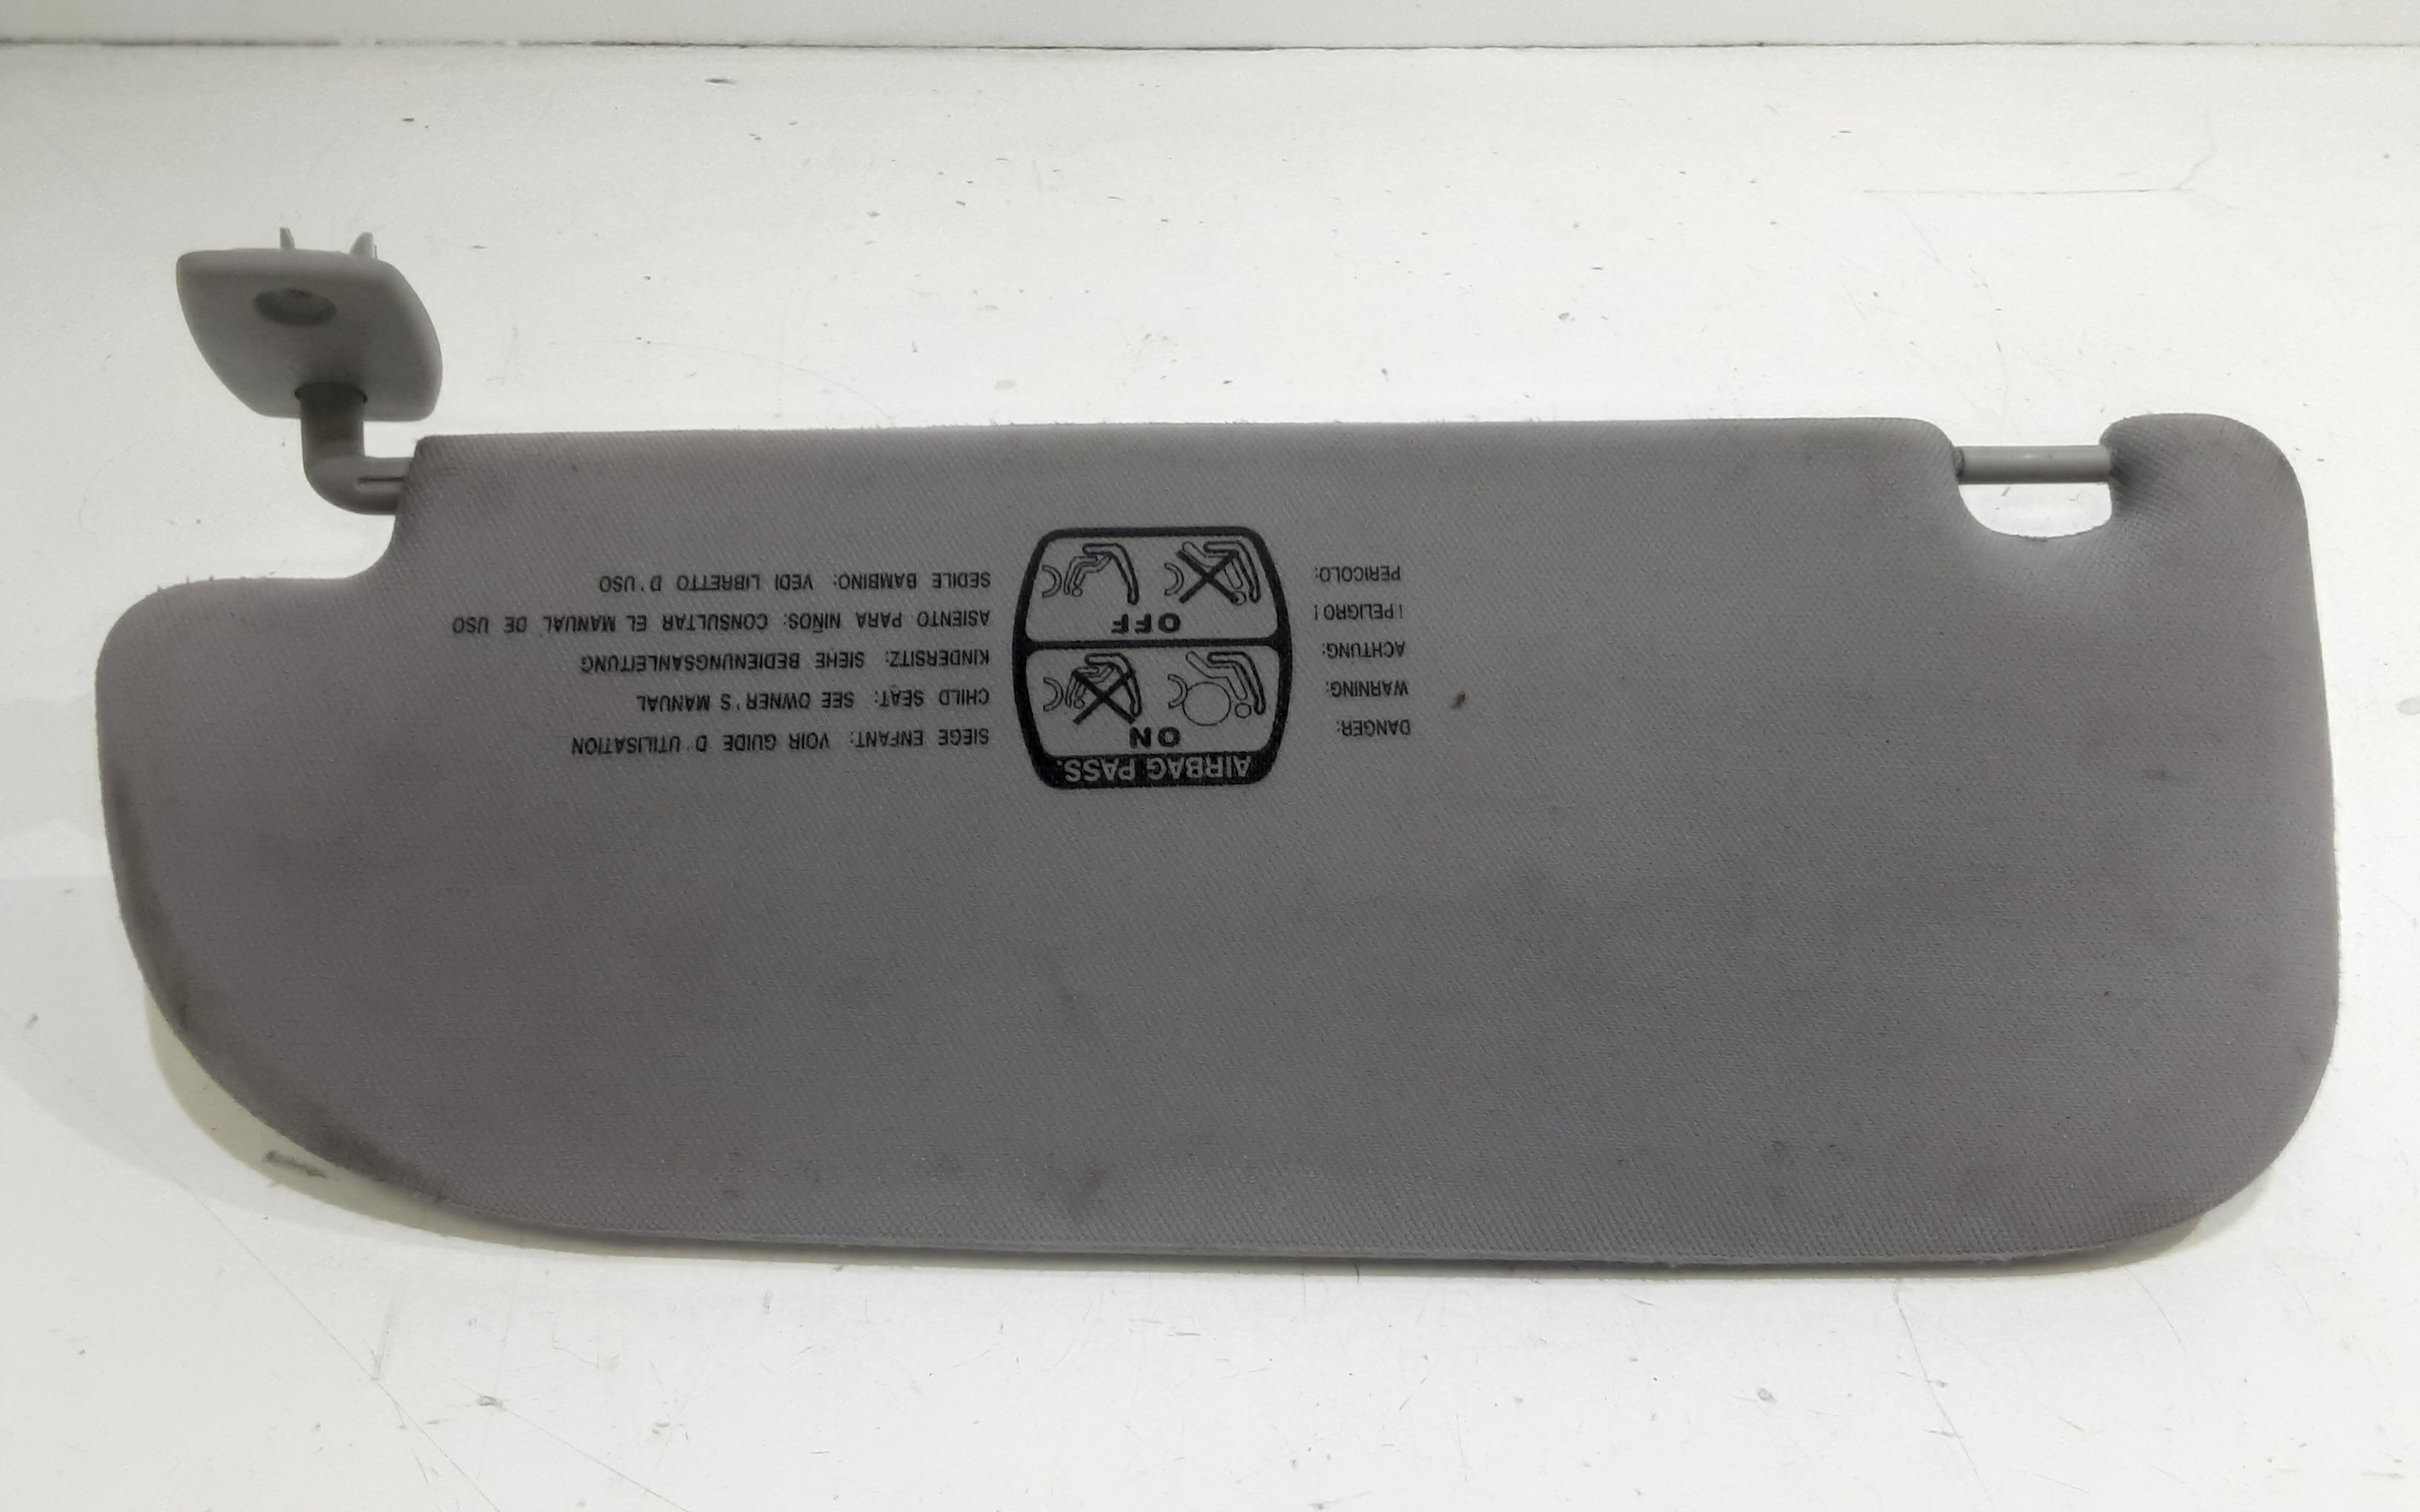 DANGER:
WARNING:
ACHTUNG:
¡PELIGRO!
PERICOLO:
AIRBAG PASS.
ON
OFF
SIEGE ENFANT: VOIR GUIDE D'UTILISATION
CHILD SEAT: SEE OWNER'S MANUAL
KINDERSITZ: SIEHE BEDIENUNGSANLEITUNG
ASIENTO PARA NIÑOS: CONSULTAR EL MANUAL DE USO
SEDILE BAMBINO: VEDI LIBRETTO D'USO